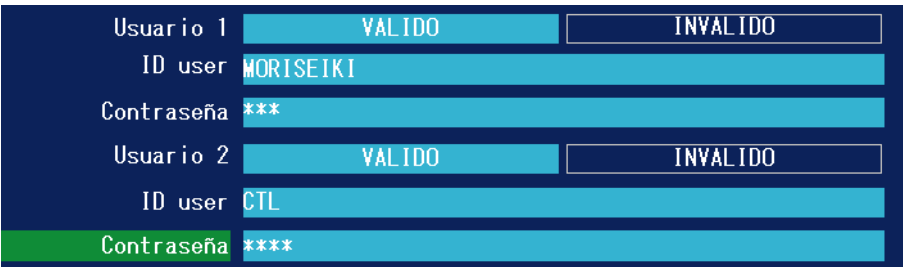 Usuario 1 VALIDO INVALIDO
ID user MORISEIKI
Contraseña ***
Usuario 2 VALIDO INVALIDO
ID user CTL
Contraseña ****